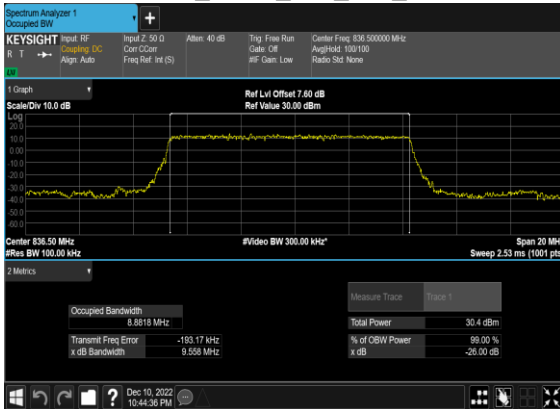 Spectrum Analyzer 1
Occupied BW
+
KEYSIGHT Input: RF Input Z: 50 Ω Atten: 40 dB Trig: Free Run Center Freq: 836.500000 MHz
R T Coupling: DC Corr CCorr Gate: Off Avg|Hold: 100/100
Align: Auto Freq Ref: Int (S) #IF Gain: Low Radio Std: None
1 Graph
Ref Lvl Offset 7.60 dB
Scale/Div 10.0 dB Ref Value 30.00 dBm
Log
20.0
10.0
0.00
-10.0
-20.0
-30.0
-40.0
-50.0
-60.0
Center 836.50 MHz #Video BW 300.00 kHz* Span 20 MH
#Res BW 100.00 kHz Sweep 2.53 ms (1001 pts
2 Metrics
Measure Trace Trace 1
Occupied Bandwidth
8.8818 MHz Total Power 30.4 dBm
Transmit Freq Error -193.17 kHz % of OBW Power 99.00 %
x dB Bandwidth 9.558 MHz x dB -26.00 dB
? Dec 10, 2022
10:44:36 PM